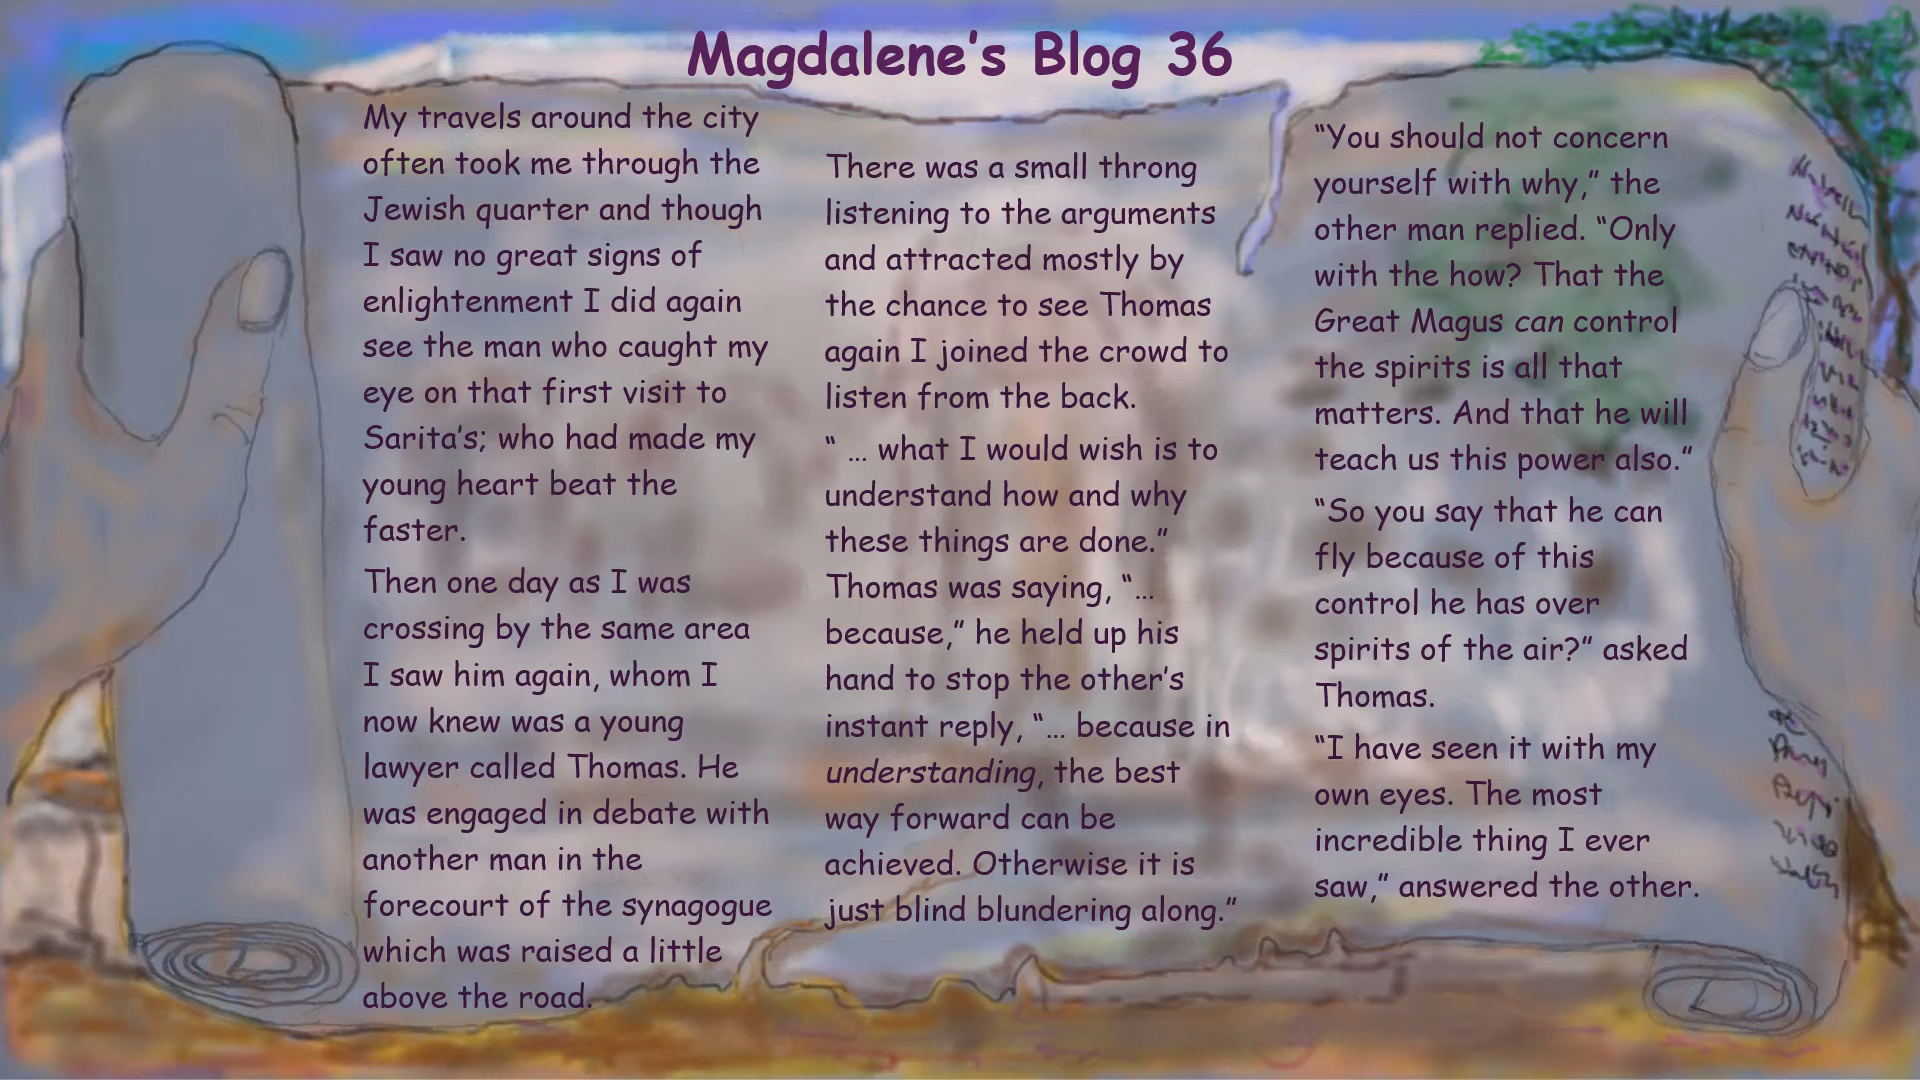 Magdalene's Blog 36
My travels around the city
often took me through the
Jewish quarter and though
I saw no great signs of
enlightenment I did again
see the man who caught my
eye on that first visit to
Sarita's; who had made my
young heart beat the
faster.
Then one day as I was
crossing by the same area
I saw him again, whom I
now knew was a young
lawyer called Thomas. He
was engaged in debate with
another man in the
forecourt of the synagogue
which was raised a little
above the road.
There was a small throng
listening to the arguments
and attracted mostly by
the chance to see Thomas
again I joined the crowd to
listen from the back.
“ … what I would wish is to
understand how and why
these things are done.”
Thomas was saying, “…
because,” he held up his
hand to stop the other's
instant reply, “… because in
understanding, the best
way forward can be
achieved. Otherwise it is
just blind blundering along.”
“You should not concern
yourself with why,” the
other man replied. “Only
with the how? That the
Great Magus can control
the spirits is all that
matters. And that he will
teach us this power also.”
“So you say that he can
fly because of this
control he has over
spirits of the air?” asked
Thomas.
“I have seen it with my
own eyes. The most
incredible thing I ever
saw,” answered the other.